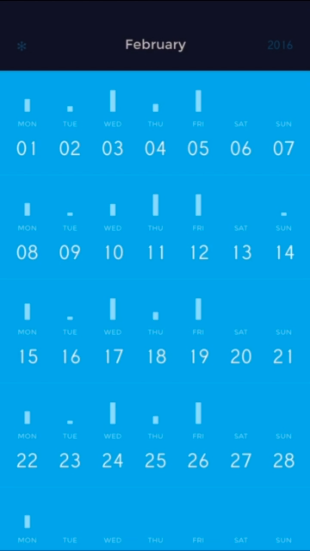 February 2016
MON TUE WED THU FRI SAT SUN
01 02 03 04 05 06 07
MON TUE WED THU FRI SAT SUN
08 09 10 11 12 13 14
MON TUE WED THU FRI SAT SUN
15 16 17 18 19 20 21
MON TUE WED THU FRI SAT SUN
22 23 24 25 26 27 28
MON TUE WED THU FRI SAT SUN